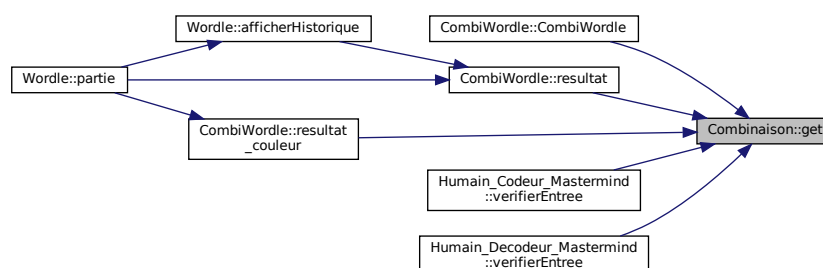 Wordle::afficherHistorique
CombiWordle::CombiWordle
Wordle::partie
CombiWordle::resultat
CombiWordle::resultat
_couleur
Combinaison::get
Humain_Codeur_Mastermind
::verifierEntree
Humain_Decodeur_Mastermind
::verifierEntree